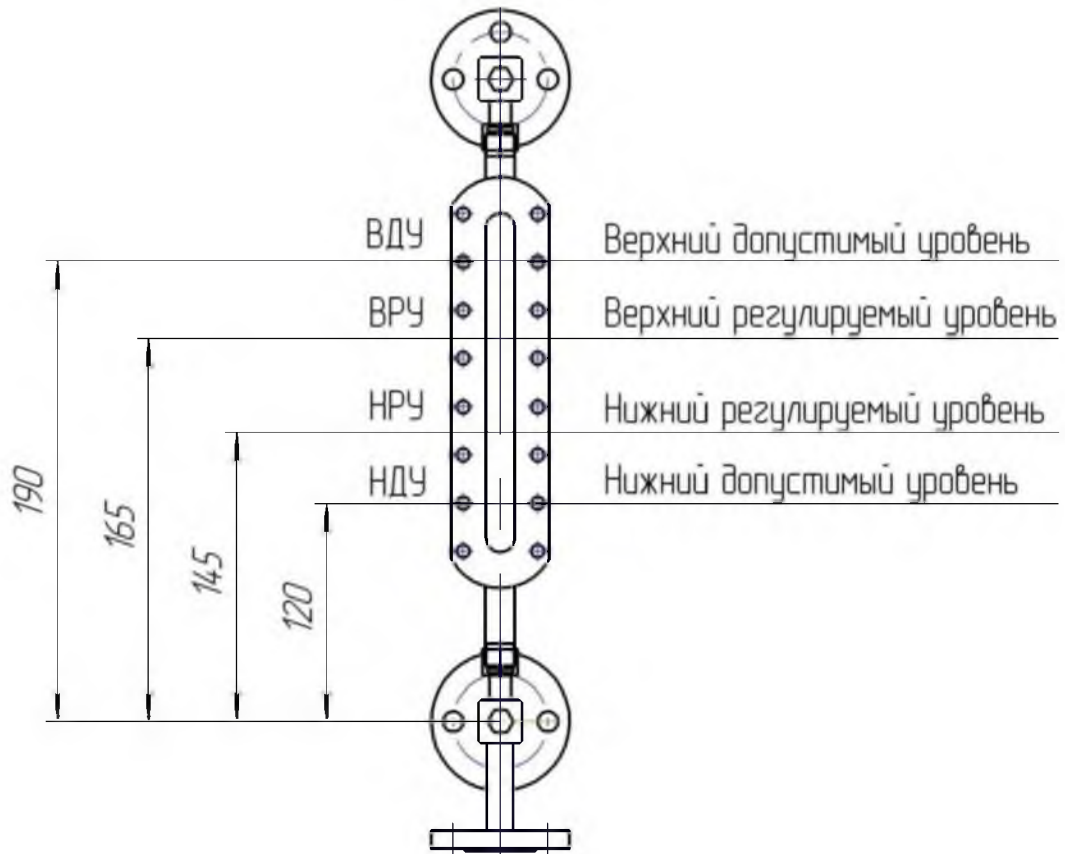 ВДУ Верхний допустимый уровень
ВРУ Верхний регулируемый уровень
НРУ Нижний регулируемый уровень
НДУ Нижний допустимый уровень
190
165
145
120